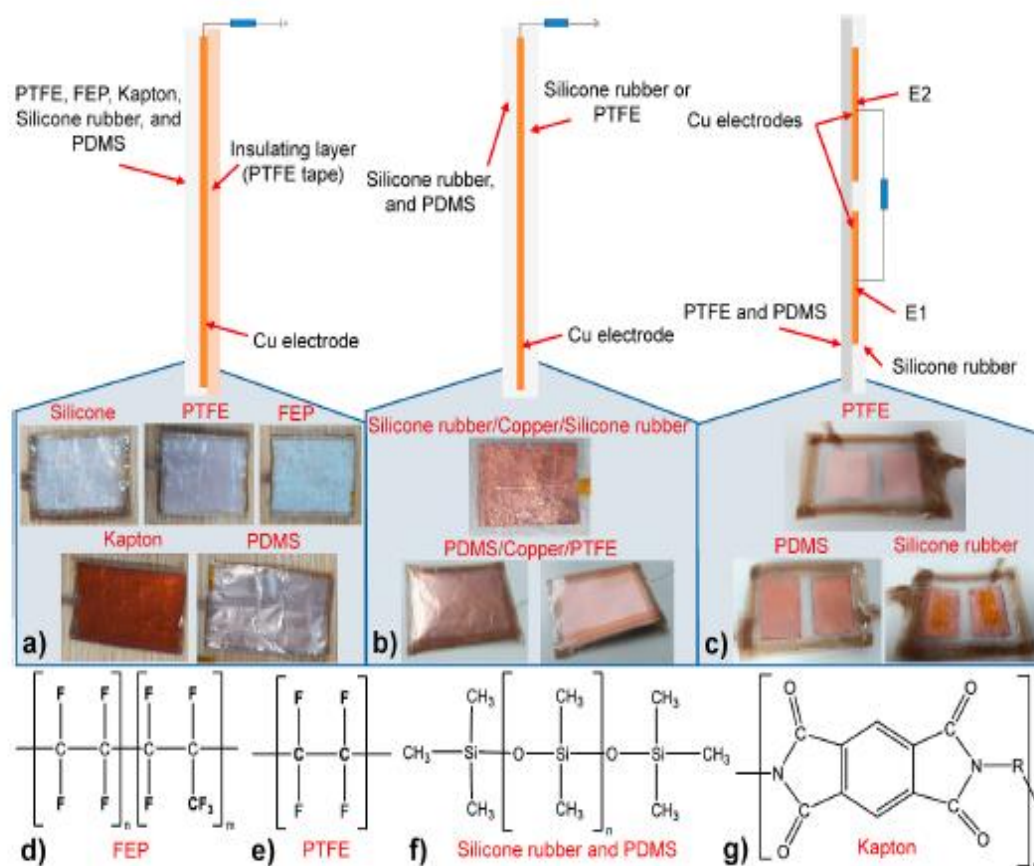 PTFE, FEP, Kapton,
Silicone rubber, and
PDMS
Insulating layer
(PTFE tape)
Cu electrode
Silicone rubber or
PTFE
Silicone rubber,
and PDMS
Cu electrode
E2
Cu electrodes
PTFE and PDMS
E1
Silicone rubber
Silicone
PTFE
FEP
Kapton
PDMS
a)
Silicone rubber/Copper/Silicone rubber
PDMS/Copper/PTFE
b)
PTFE
PDMS
Silicone rubber
c)
F F F F
C C C C
F F F CF3
n m
d) FEP
F F
C C
F F
e) PTFE
CH3 CH3 CH3
CH3 Si O Si O Si CH3
CH3 CH3 CH3
n
f) Silicone rubber and PDMS
O O
N N R
O O
g) Kapton